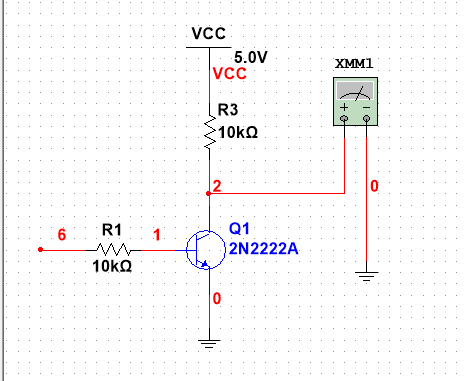 VCC
5.0V
VCC
XMM1
R3
10kΩ
+ −
2
0
6
R1
1
10kΩ
Q1
2N2222A
0